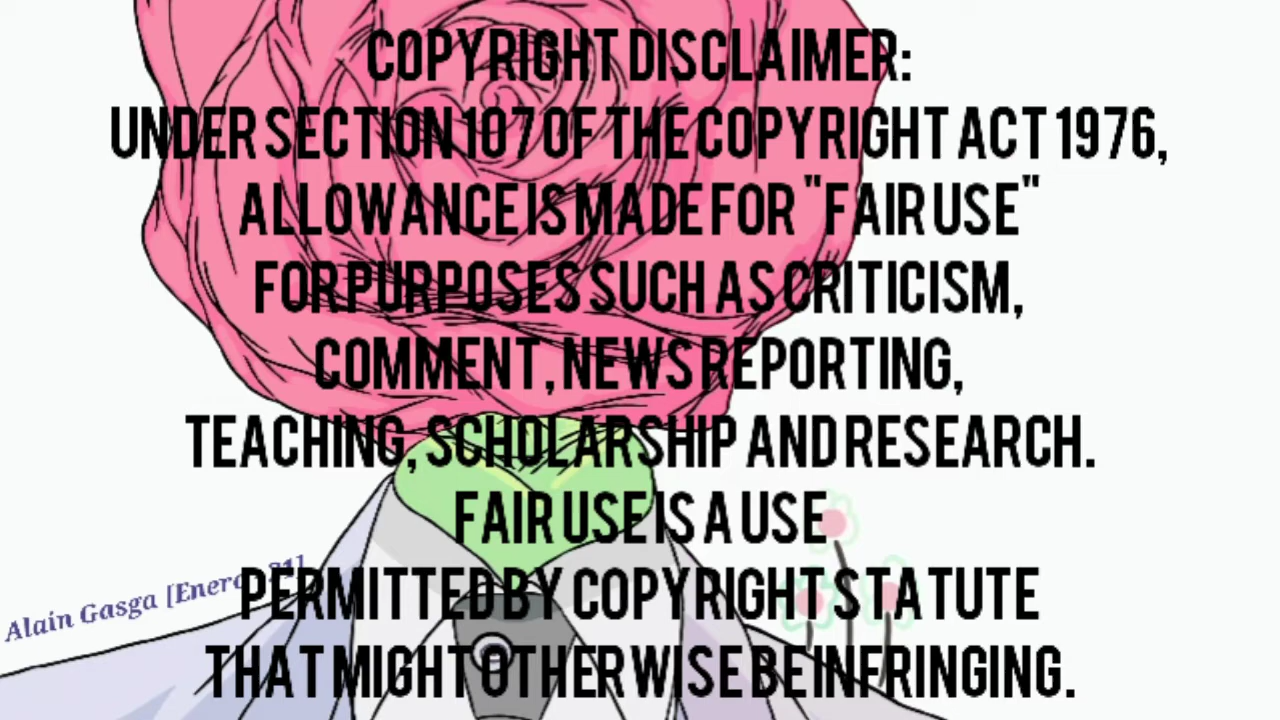 COPYRIGHT DISCLAIMER:
UNDER SECTION 107 OF THE COPYRIGHT ACT 1976,
ALLOWANCE IS MADE FOR "FAIR USE"
FOR PURPOSES SUCH AS CRITICISM,
COMMENT, NEWS REPORTING,
TEACHING, SCHOLARSHIP AND RESEARCH.
FAIR USE IS A USE
PERMITTED BY COPYRIGHT STATUTE
THAT MIGHT OTHERWISE BE INFRINGING.
Alain Gasga [Enero 21]